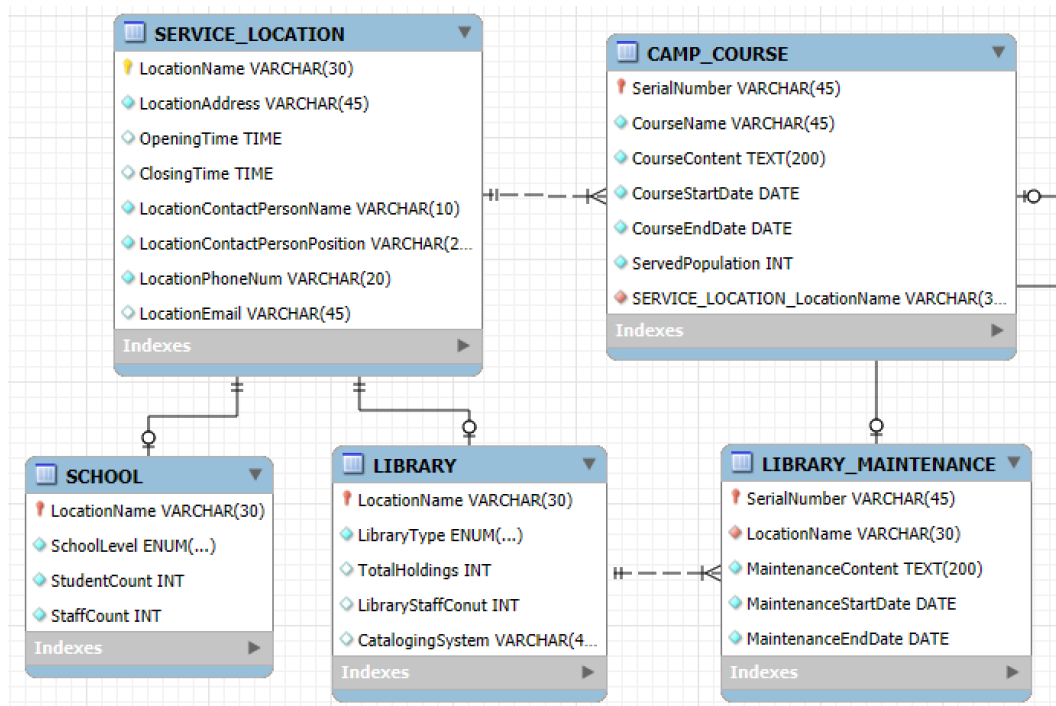 SERVICE_LOCATION
LocationName VARCHAR(30)
LocationAddress VARCHAR(45)
OpeningTime TIME
ClosingTime TIME
LocationContactPersonName VARCHAR(10)
LocationContactPersonPosition VARCHAR(2...
LocationPhoneNum VARCHAR(20)
LocationEmail VARCHAR(45)
Indexes
CAMP_COURSE
SerialNumber VARCHAR(45)
CourseName VARCHAR(45)
CourseContent TEXT(200)
CourseStartDate DATE
CourseEndDate DATE
ServedPopulation INT
SERVICE_LOCATION_LocationName VARCHAR(3...
Indexes
SCHOOL
LocationName VARCHAR(30)
SchoolLevel ENUM(...)
StudentCount INT
StaffCount INT
Indexes
LIBRARY
LocationName VARCHAR(30)
LibraryType ENUM(...)
TotalHoldings INT
LibraryStaffConut INT
CatalogingSystem VARCHAR(4...
Indexes
LIBRARY_MAINTENANCE
SerialNumber VARCHAR(45)
LocationName VARCHAR(30)
MaintenanceContent TEXT(200)
MaintenanceStartDate DATE
MaintenanceEndDate DATE
Indexes